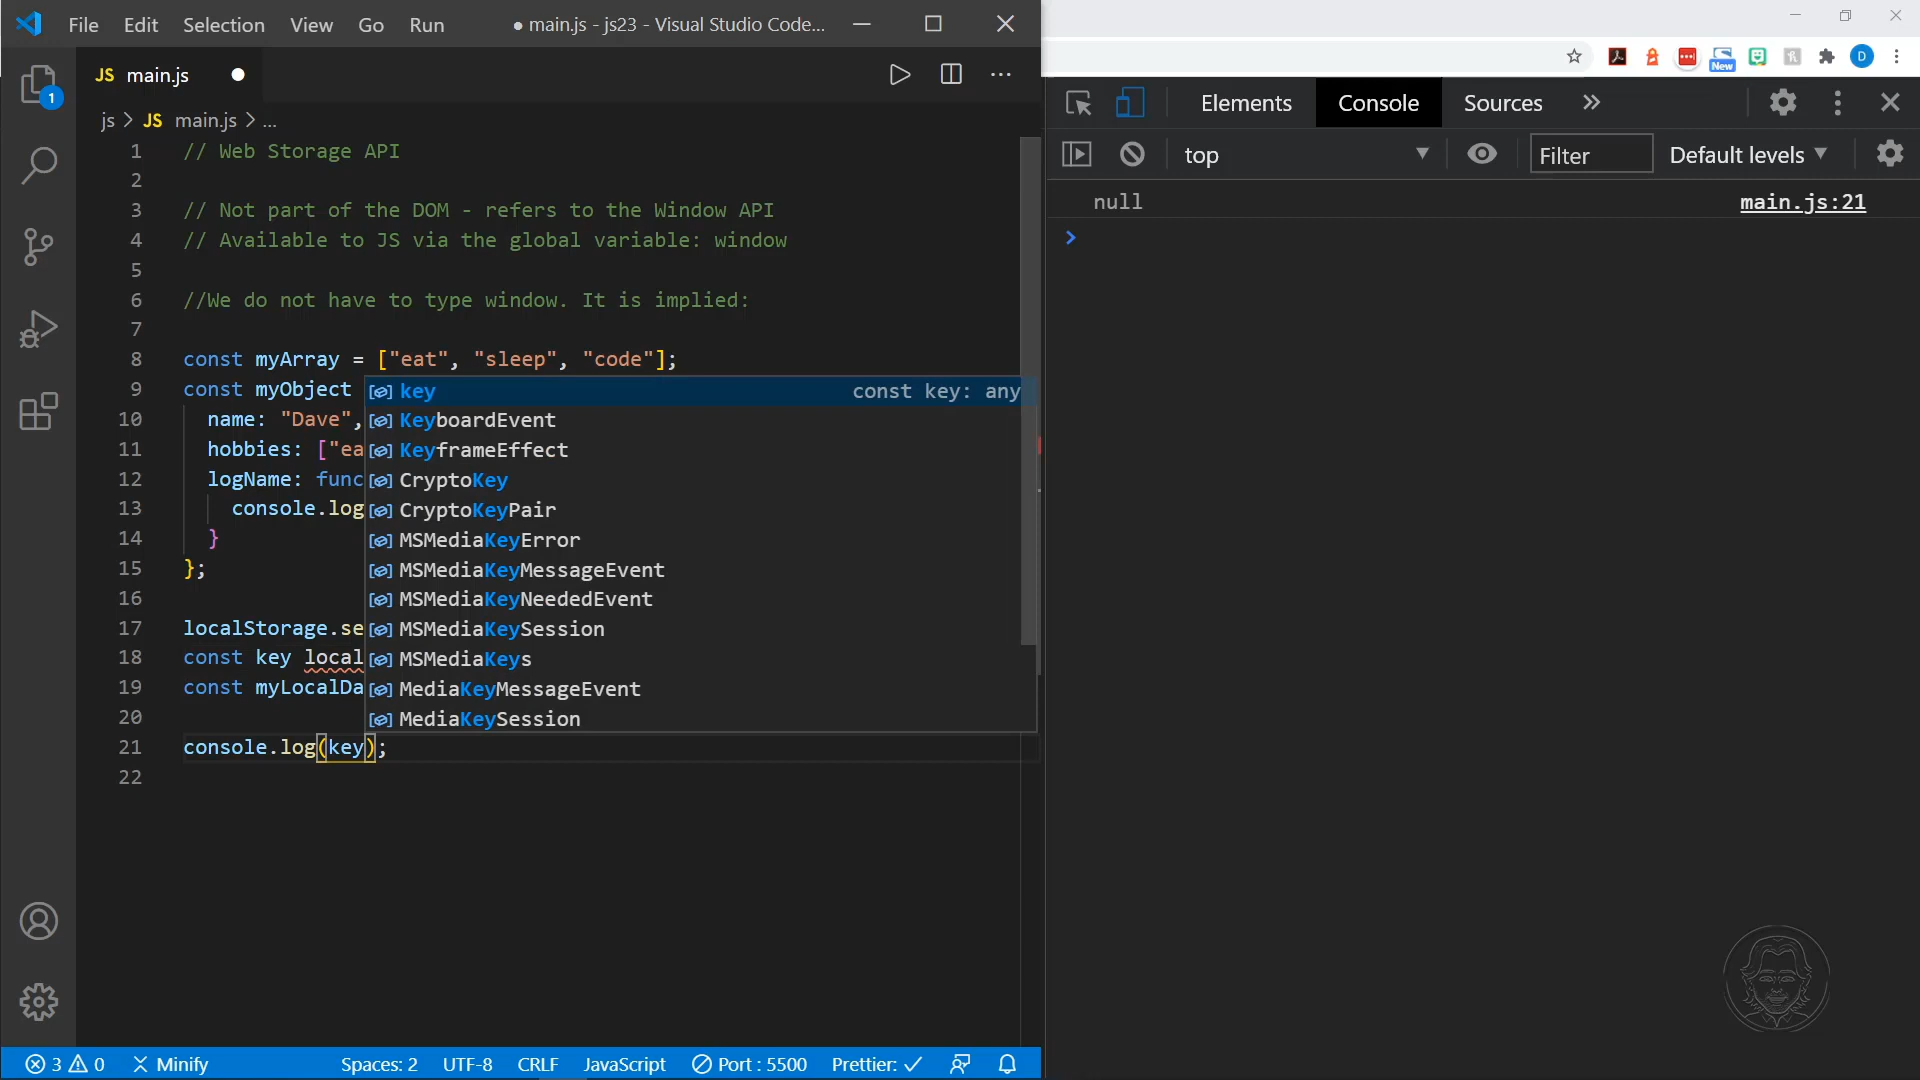 File Edit Selection View Go Run ● main.js - js23 - Visual Studio Code...
JS main.js
js > JS main.js > ...
1 // Web Storage API
2
3 // Not part of the DOM - refers to the Window API
4 // Available to JS via the global variable: window
5
6 //We do not have to type window. It is implied:
7
8 const myArray = ["eat", "sleep", "code"];
9 const myObject
10 name: "Dave",
11 hobbies: ["ea
12 logName: func
13 console.log
14 }
15 };
16
17 localStorage.se
18 const key local
19 const myLocalDa
20
21 console.log(key);
22
key const key: any
KeyboardEvent
KeyframeEffect
CryptoKey
CryptoKeyPair
MSMediaKeyError
MSMediaKeyMessageEvent
MSMediaKeyNeededEvent
MSMediaKeySession
MSMediaKeys
MediaKeyMessageEvent
MediaKeySession
1
3 0 Minify Spaces: 2 UTF-8 CRLF JavaScript Port : 5500 Prettier: ✓
New D
Elements Console Sources »
top Filter Default levels
null main.js:21
>